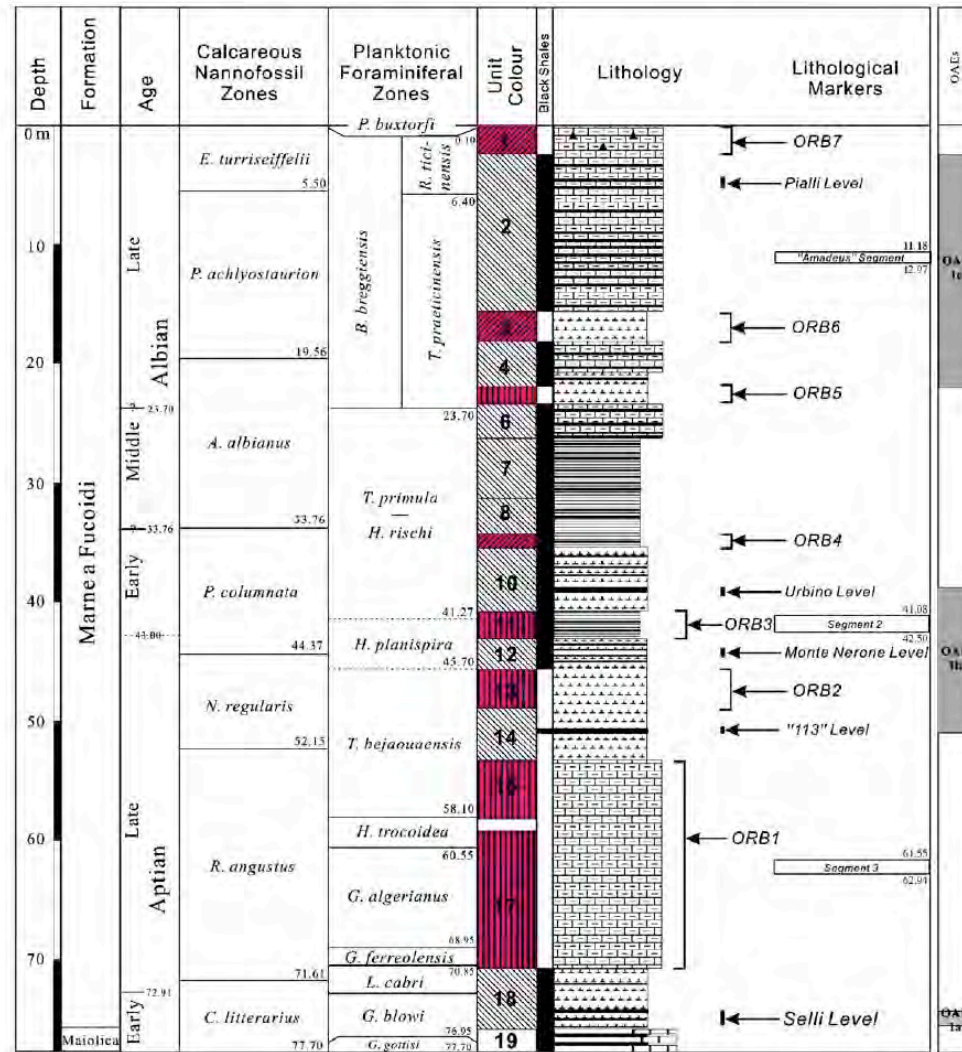 Depth
Formation
Age
Calcareous
Nannofossil
Zones
Planktonic
Foraminiferal
Zones
Unit
Colour
Black Shales
Lithology
Lithological
Markers
OAEs
0 m
10
20
30
40
50
60
70
Marne a Fucoidi
Maiolica
Late
Middle
Early
Albian
Late
Early
Aptian
?
23.70
?
33.76
72.91
E. turriseiffelii
5.50
P. achlyostaurion
19.56
A. albianus
33.76
P. columnata
44.37
N. regularis
52.15
R. angustus
71.61
C. litterarius
77.70
P. buxtorfi
0.10
R. tici-
nensis
6.40
B. breggiensis
T. praeticinensis
23.70
T. primula
—
H. rischi
41.27
H. planispira
45.70
T. bejaouaensis
58.10
H. trocoidea
60.55
G. algerianus
68.95
G. ferreolensis
70.85
L. cabri
G. blowi
76.95
G. gottisi
77.70
1
2
4
6
7
8
10
11
12
13
14
15
17
18
19
ORB7
Pialli Level
11.18
"Amadeus" Segment
12.97
ORB6
ORB5
ORB4
Urbino Level
ORB3
41.08
Segment 2
42.50
Monte Nerone Level
ORB2
"113" Level
ORB1
61.55
Segment 3
62.94
Selli Level